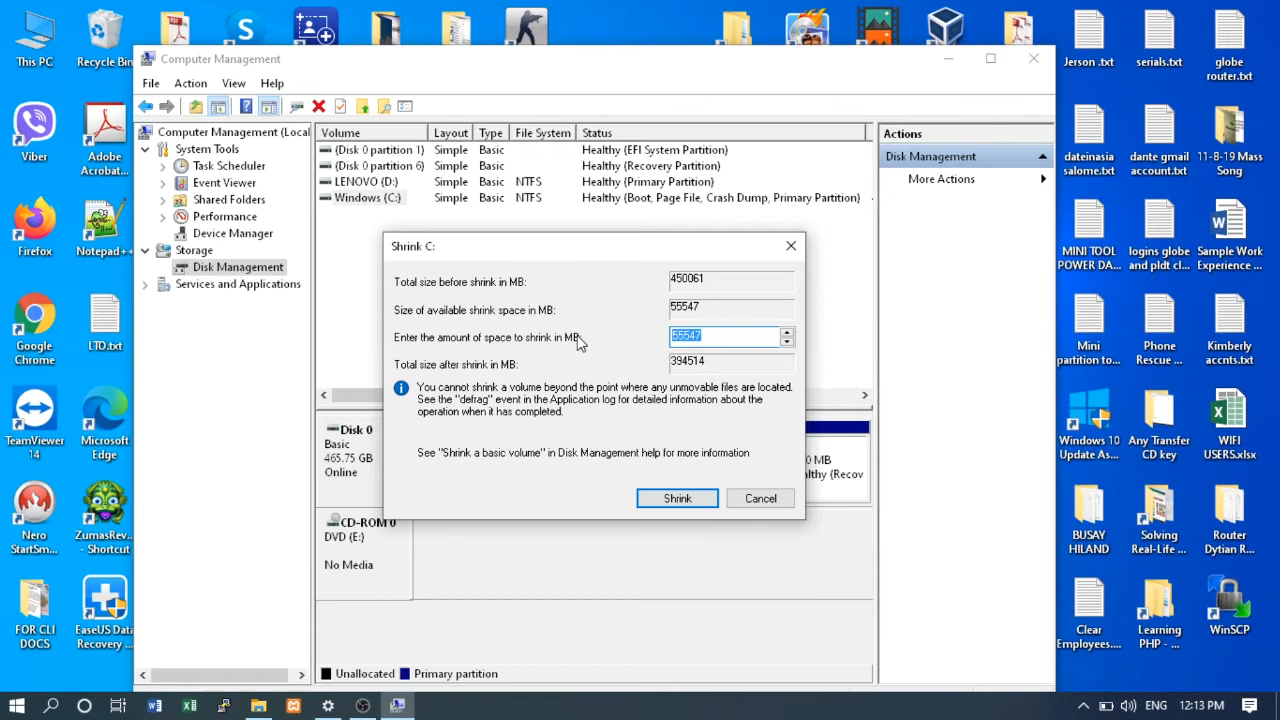 This PC
Recycle Bin
Jerson .txt
serials.txt
globe
router.txt
Computer Management
File Action View Help
Computer Management (Local
System Tools
Task Scheduler
Event Viewer
Shared Folders
Performance
Device Manager
Storage
Disk Management
Services and Applications
Volume Layout Type File System Status
(Disk 0 partition 1) Simple Basic Healthy (EFI System Partition)
(Disk 0 partition 6) Simple Basic Healthy (Recovery Partition)
LENOVO (D:) Simple Basic NTFS Healthy (Primary Partition)
Windows (C:) Simple Basic NTFS Healthy (Boot, Page File, Crash Dump, Primary Partition)
Actions
Disk Management
More Actions
Shrink C:
Total size before shrink in MB: 450061
Size of available shrink space in MB: 55547
Enter the amount of space to shrink in MB: 55547
Total size after shrink in MB: 394514
You cannot shrink a volume beyond the point where any unmovable files are located.
See the "defrag" event in the Application log for detailed information about the
operation when it has completed.
See "Shrink a basic volume" in Disk Management help for more information
Shrink Cancel
Disk 0
Basic
465.75 GB
Online
0 MB
althy (Recov
CD-ROM 0
DVD (E:)
No Media
Unallocated Primary partition
Viber
Adobe
Acrobat...
Firefox
Notepad++
Google
Chrome
LTD.txt
TeamViewer
14
Microsoft
Edge
Nero
StartSm...
ZumasRev...
- Shortcut
FOR CLI
DOCS
EaseUS Data
Recovery ...
dateinasia
salome.txt
dante gmail
account.txt
11-8-19 Mass
Song
MINI TOOL
POWER DA...
logins globe
and pldt cl...
Sample Work
Experience ...
Mini
partition to...
Phone
Rescue ...
Kimberly
accnts.txt
Windows 10
Update As...
Any Transfer
CD key
WIFI
USERS.xlsx
BUSAY
HILAND
Solving
Real-Life ...
Router
Dytian R...
Clear
Employees....
Learning
PHP - ...
WinSCP
ENG 12:13 PM